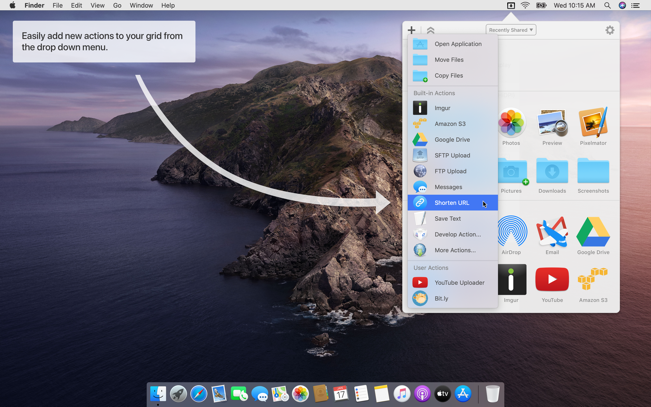 Finder File Edit View Go Window Help
Wed 10:15 AM
Easily add new actions to your grid from
the drop down menu.
Recently Shared ▼
Open Application
Move Files
Copy Files
Built-in Actions
Imgur
Amazon S3
Google Drive
SFTP Upload
FTP Upload
Messages
Shorten URL
Save Text
Develop Action...
More Actions...
User Actions
YouTube Uploader
Bit.ly
Photos Preview Pixelmator
Pictures Downloads Screenshots
AirDrop Email Google Drive
Imgur YouTube Amazon S3
17
tv